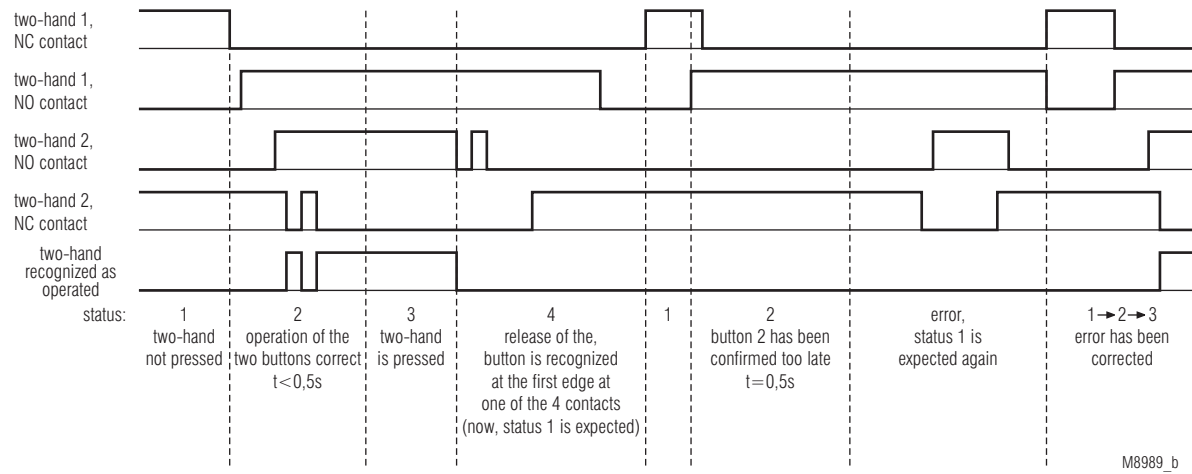 two-hand 1,
NC contact
two-hand 1,
NO contact
two-hand 2,
NO contact
two-hand 2,
NC contact
two-hand
recognized as
operated
status:
1
two-hand
not pressed
2
operation of the
two buttons correct
t<0,5s
3
two-hand
is pressed
4
release of the,
button is recognized
at the first edge at
one of the 4 contacts
(now, status 1 is expected)
1
2
button 2 has been
confirmed too late
t=0,5s
error,
status 1 is
expected again
1→2→3
error has been
corrected
M8989_b